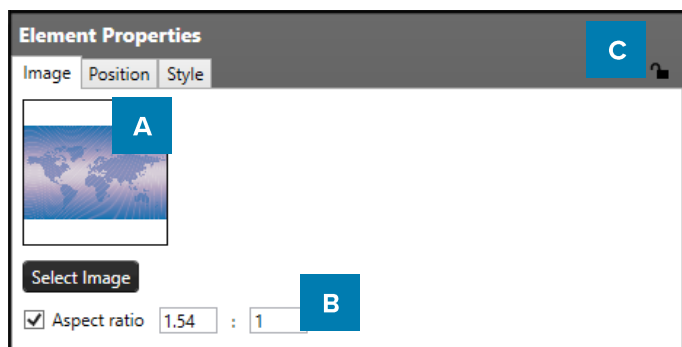 Element Properties
C
Image Position Style
A
Select Image
B
Aspect ratio 1.54 : 1